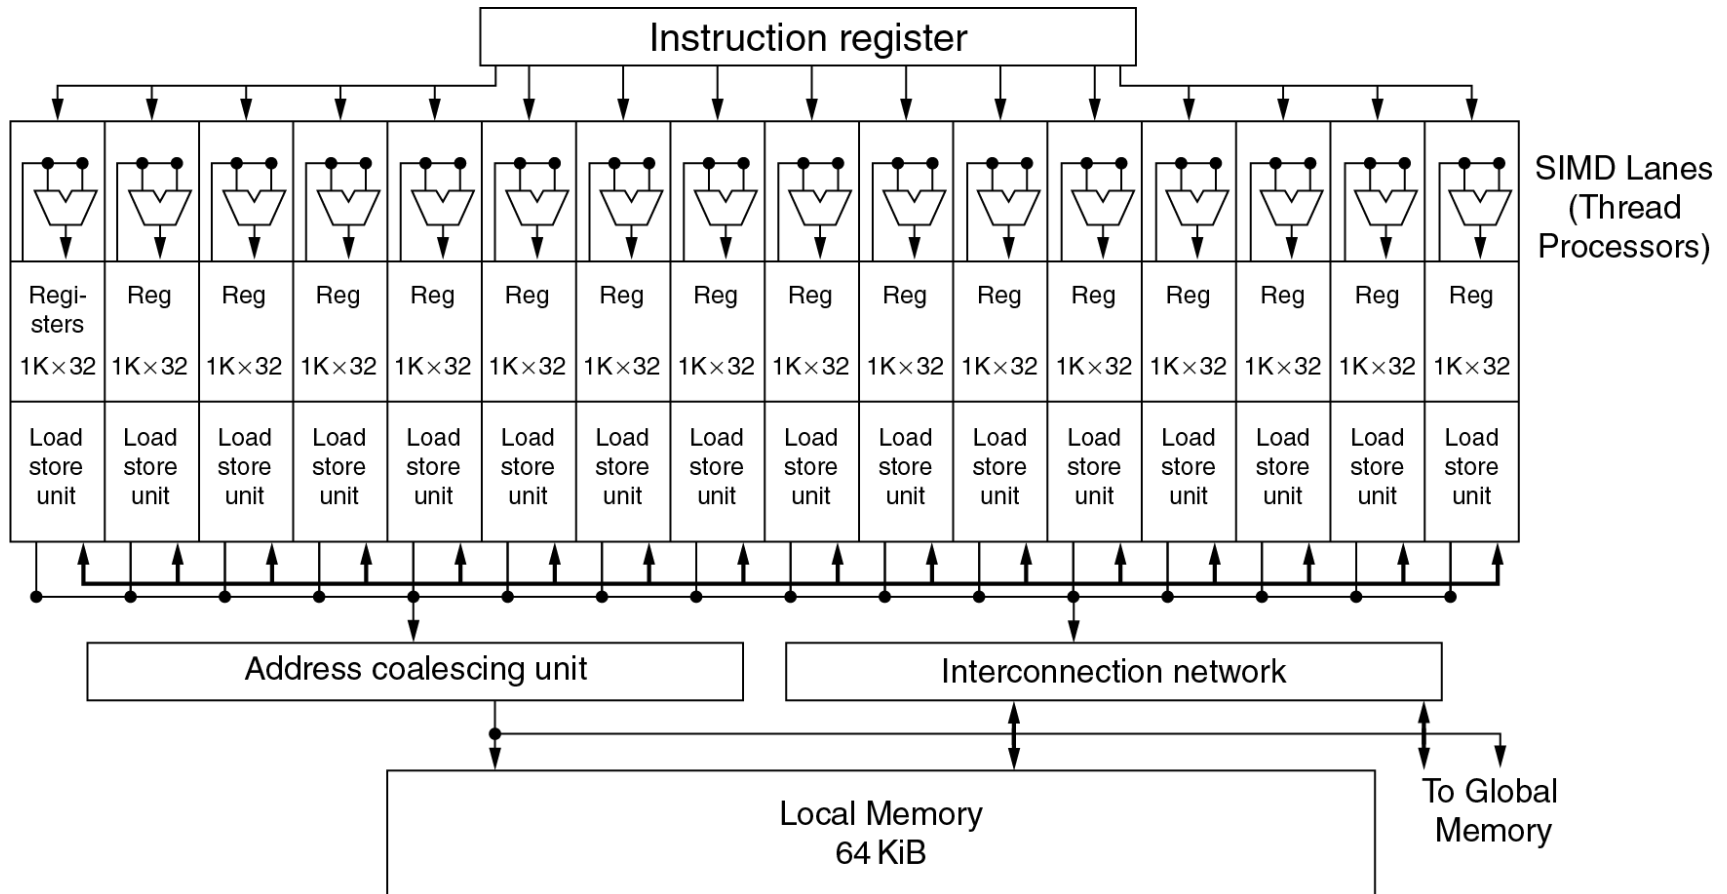 Instruction register
SIMD Lanes
(Thread
Processors)
Regi-
sters
Reg Reg Reg Reg Reg Reg Reg Reg Reg Reg Reg Reg Reg Reg Reg
1K×32 1K×32 1K×32 1K×32 1K×32 1K×32 1K×32 1K×32 1K×32 1K×32 1K×32 1K×32 1K×32 1K×32 1K×32 1K×32
Load Load Load Load Load Load Load Load Load Load Load Load Load Load Load Load
store store store store store store store store store store store store store store store store
unit unit unit unit unit unit unit unit unit unit unit unit unit unit unit unit
Address coalescing unit
Interconnection network
Local Memory
64 KiB
To Global
Memory